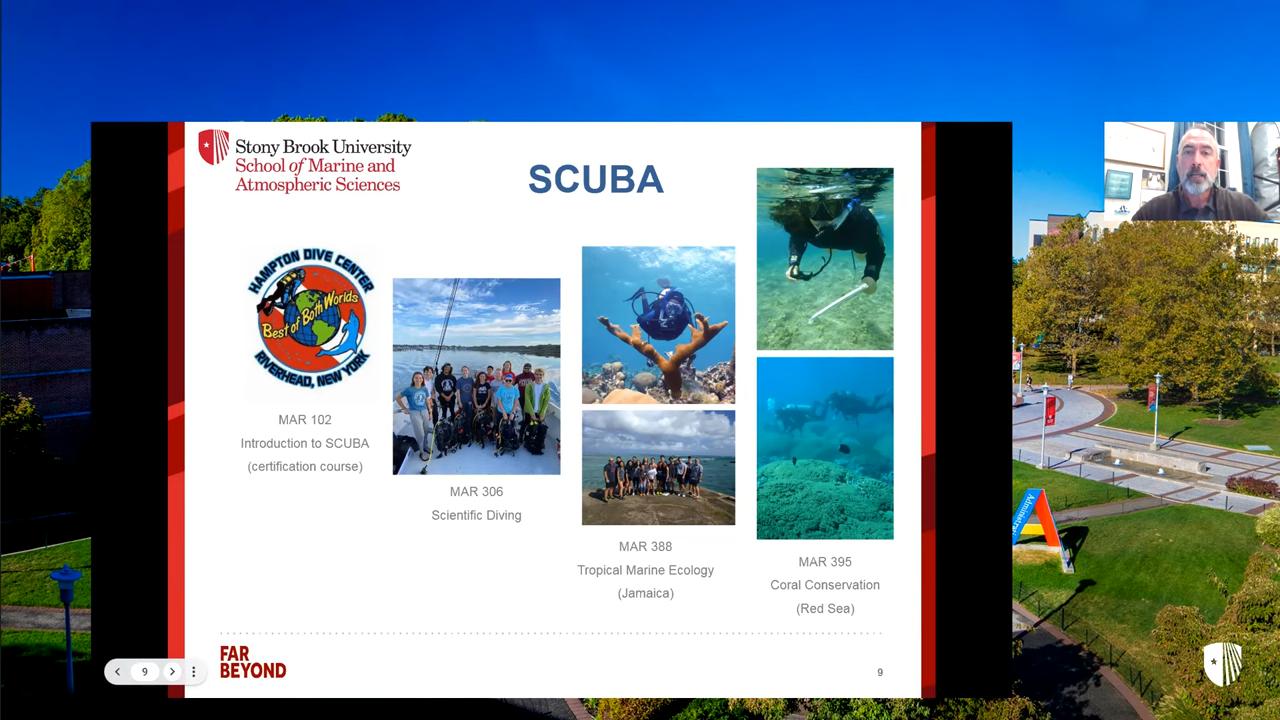 Stony Brook University
School of Marine and
Atmospheric Sciences
SCUBA
HAMPTON DIVE CENTER
Best of Both Worlds
RIVERHEAD, NEW YORK
MAR 102
Introduction to SCUBA
(certification course)
MAR 306
Scientific Diving
MAR 388
Tropical Marine Ecology
(Jamaica)
MAR 395
Coral Conservation
(Red Sea)
FAR
BEYOND
9
9